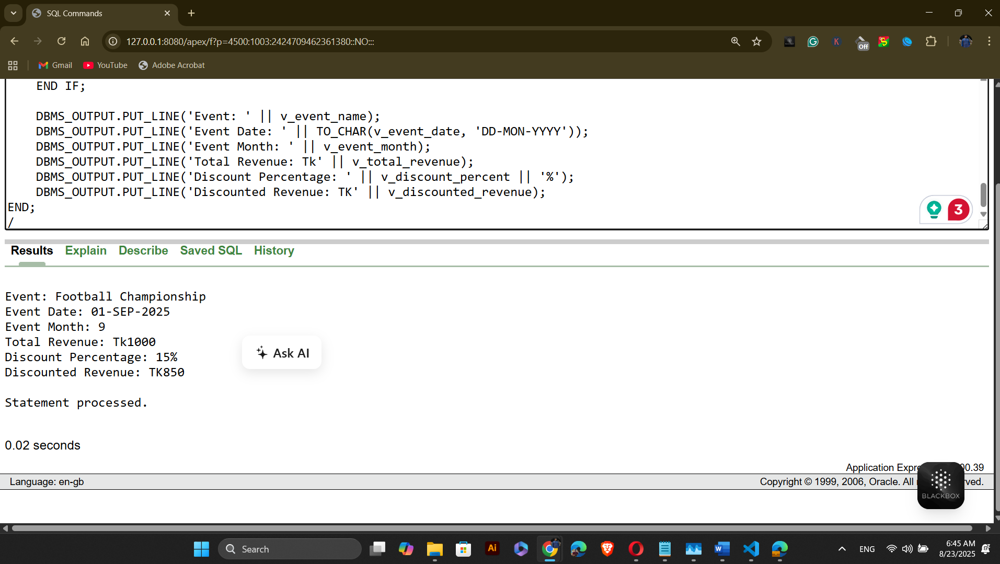 SQL Commands
127.0.0.1:8080/apex/f?p=4500:1003:2424709462361380::NO:::
K
Off
S
Gmail
YouTube
Adobe Acrobat
END IF;
DBMS_OUTPUT.PUT_LINE('Event: ' || v_event_name);
DBMS_OUTPUT.PUT_LINE('Event Date: ' || TO_CHAR(v_event_date, 'DD-MON-YYYY'));
DBMS_OUTPUT.PUT_LINE('Event Month: ' || v_event_month);
DBMS_OUTPUT.PUT_LINE('Total Revenue: Tk' || v_total_revenue);
DBMS_OUTPUT.PUT_LINE('Discount Percentage: ' || v_discount_percent || '%');
DBMS_OUTPUT.PUT_LINE('Discounted Revenue: TK' || v_discounted_revenue);
END;
/
3
Results Explain Describe Saved SQL History
Event: Football Championship
Event Date: 01-SEP-2025
Event Month: 9
Total Revenue: Tk1000
Discount Percentage: 15%
Discounted Revenue: TK850
Ask AI
Statement processed.
0.02 seconds
Application Expre 00.39
Language: en-gb
Copyright © 1999, 2006, Oracle. All rved.
BLACKBOX
Search
Ai
W
ENG
6:45 AM
8/23/2025